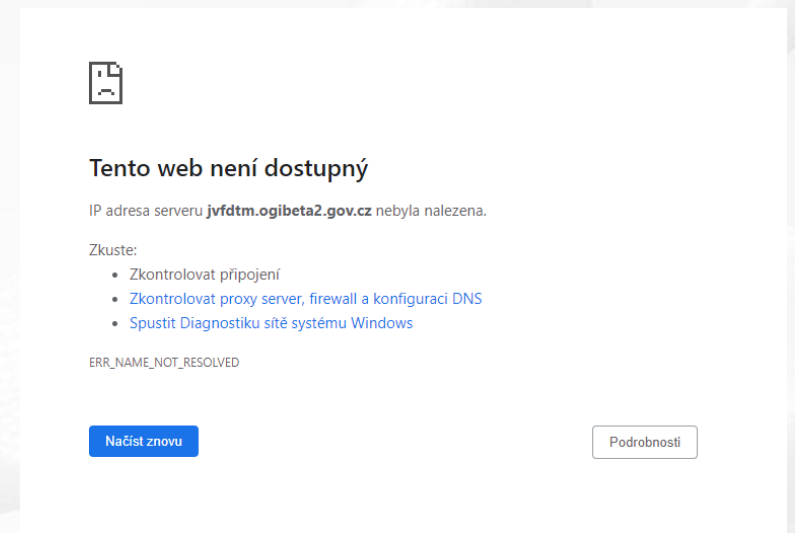 Tento web není dostupný
IP adresa serveru jvfdtm.ogibeta2.gov.cz nebyla nalezena.
Zkuste:
• Zkontrolovat připojení
• Zkontrolovat proxy server, firewall a konfiguraci DNS
• Spustit Diagnostiku sítě systému Windows
ERR_NAME_NOT_RESOLVED
Načíst znovu
Podrobnosti